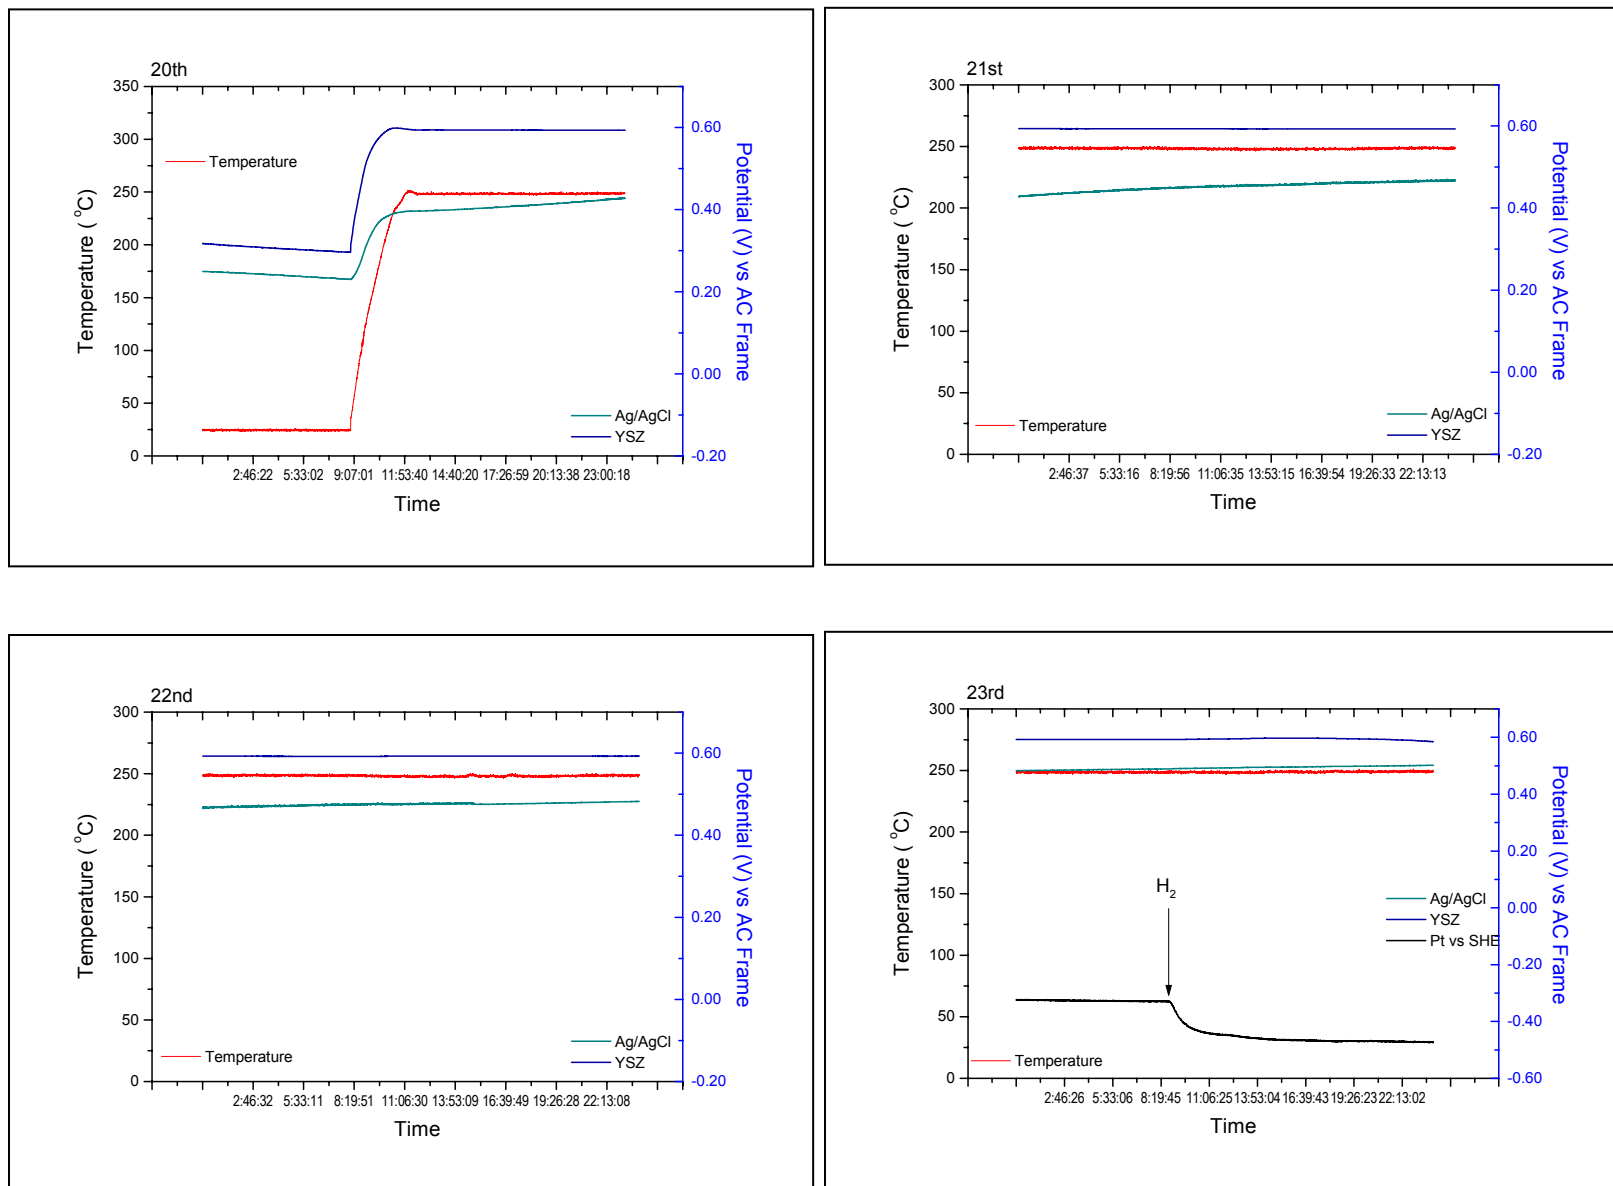 20th
350
300
250
200
150
100
50
0
Temperature ( °C)
Temperature
0.60
0.40
0.20
0.00
-0.20
Potential (V) vs AC Frame
Ag/AgCl
YSZ
2:46:22 5:33:02 9:07:01 11:53:40 14:40:20 17:26:59 20:13:38 23:00:18
Time
21st
300
250
200
150
100
50
0
Temperature ( °C)
0.60
0.40
0.20
0.00
-0.20
Potential (V) vs AC Frame
Temperature
Ag/AgCl
YSZ
2:46:37 5:33:16 8:19:56 11:06:35 13:53:15 16:39:54 19:26:33 22:13:13
Time
22nd
300
250
200
150
100
50
0
Temperature ( °C)
0.60
0.40
0.20
0.00
-0.20
Potential (V) vs AC Frame
Temperature
Ag/AgCl
YSZ
2:46:32 5:33:11 8:19:51 11:06:30 13:53:09 16:39:49 19:26:28 22:13:08
Time
23rd
300
250
200
150
100
50
0
Temperature ( °C)
0.60
0.40
0.20
0.00
-0.20
-0.40
-0.60
Potential (V) vs AC Frame
H2
Ag/AgCl
YSZ
Pt vs SHE
Temperature
2:46:26 5:33:06 8:19:45 11:06:25 13:53:04 16:39:43 19:26:23 22:13:02
Time